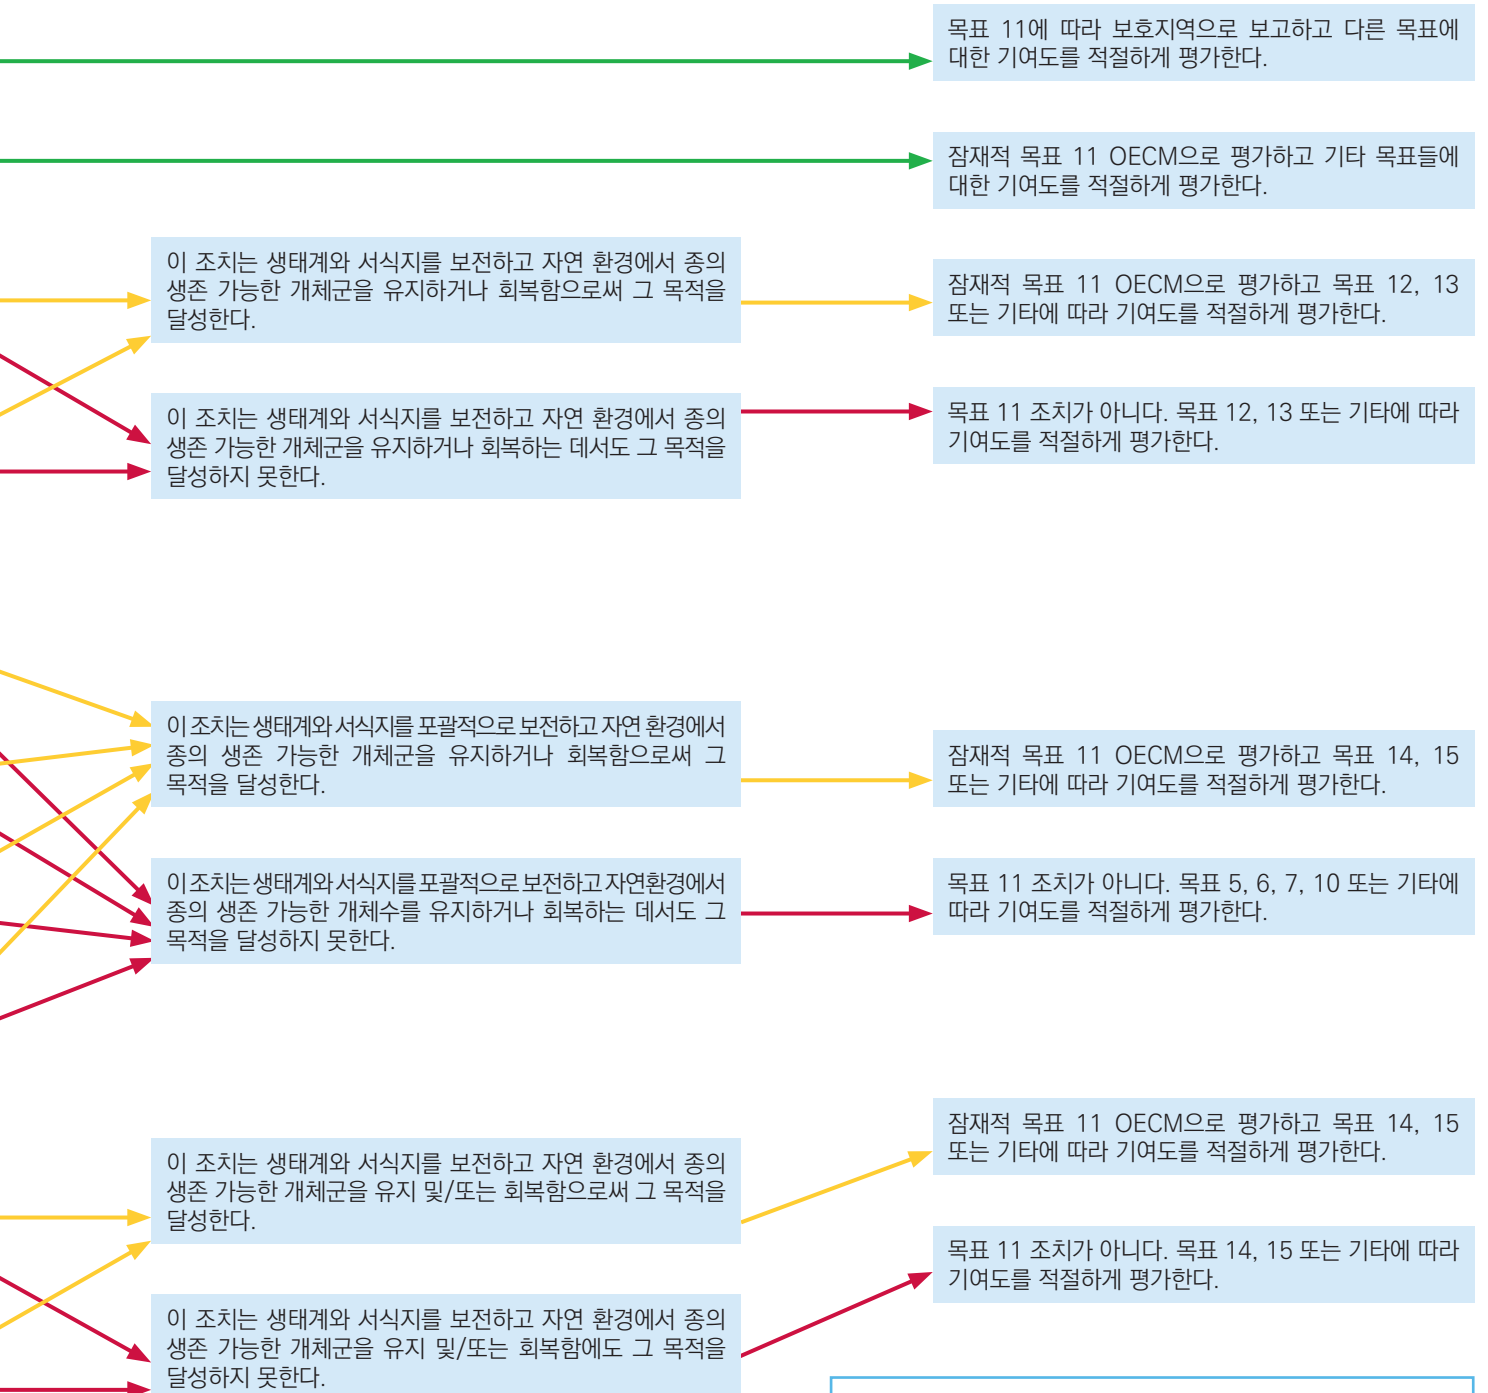 목표 11에 따라 보호지역으로 보고하고 다른 목표에
대한 기여도를 적절하게 평가한다.
잠재적 목표 11 OECM으로 평가하고 기타 목표들에
대한 기여도를 적절하게 평가한다.
이 조치는 생태계와 서식지를 보전하고 자연 환경에서 종의
생존 가능한 개체군을 유지하거나 회복함으로써 그 목적을
달성한다.
잠재적 목표 11 OECM으로 평가하고 목표 12, 13
또는 기타에 따라 기여도를 적절하게 평가한다.
이 조치는 생태계와 서식지를 보전하고 자연 환경에서 종의
생존 가능한 개체군을 유지하거나 회복하는 데서도 그 목적을
달성하지 못한다.
목표 11 조치가 아니다. 목표 12, 13 또는 기타에 따라
기여도를 적절하게 평가한다.
이 조치는 생태계와 서식지를 포괄적으로 보전하고 자연 환경에서
종의 생존 가능한 개체군을 유지하거나 회복함으로써 그
목적을 달성한다.
잠재적 목표 11 OECM으로 평가하고 목표 14, 15
또는 기타에 따라 기여도를 적절하게 평가한다.
이 조치는 생태계와 서식지를 포괄적으로 보전하고 자연환경에서
종의 생존 가능한 개체수를 유지하거나 회복하는 데서도 그
목적을 달성하지 못한다.
목표 11 조치가 아니다. 목표 5, 6, 7, 10 또는 기타에
따라 기여도를 적절하게 평가한다.
이 조치는 생태계와 서식지를 보전하고 자연 환경에서 종의
생존 가능한 개체군을 유지 및/또는 회복함으로써 그 목적을
달성한다.
잠재적 목표 11 OECM으로 평가하고 목표 14, 15
또는 기타에 따라 기여도를 적절하게 평가한다.
이 조치는 생태계와 서식지를 보전하고 자연 환경에서 종의
생존 가능한 개체군을 유지 및/또는 회복함에도 그 목적을
달성하지 못한다.
목표 11 조치가 아니다. 목표 14, 15 또는 기타에 따라
기여도를 적절하게 평가한다.